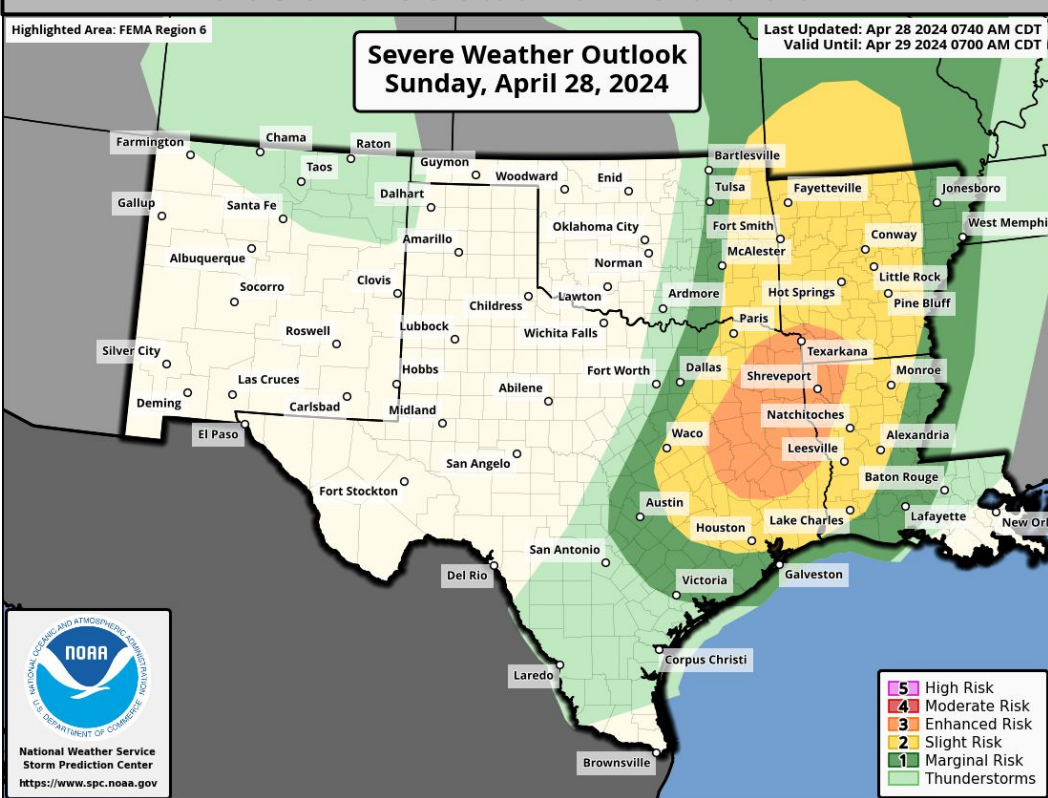 Highlighted Area: FEMA Region 6
Severe Weather Outlook
Sunday, April 28, 2024
Last Updated: Apr 28 2024 0740 AM CDT
Valid Until: Apr 29 2024 0700 AM CDT
Farmington
Chama
Raton
Taos
Guymon
Woodward
Enid
Bartlesville
Tulsa
Fayetteville
Jonesboro
Gallup
Santa Fe
Dalhart
Oklahoma City
Fort Smith
West Memphi
Conway
Albuquerque
Amarillo
Norman
McAlester
Little Rock
Socorro
Clovis
Childress
Lawton
Ardmore
Hot Springs
Pine Bluff
Roswell
Lubbock
Wichita Falls
Paris
Texarkana
Silver City
Las Cruces
Hobbs
Fort Worth
Dallas
Shreveport
Monroe
Deming
Carlsbad
Midland
Abilene
Natchitoches
El Paso
Waco
Leesville
Alexandria
San Angelo
Baton Rouge
Fort Stockton
Austin
Houston
Lake Charles
Lafayette
New Orl
San Antonio
Del Rio
Victoria
Galveston
Laredo
Corpus Christi
Brownsville
NATIONAL OCEANIC AND ATMOSPHERIC ADMINISTRATION
NOAA
U.S. DEPARTMENT OF COMMERCE
National Weather Service
Storm Prediction Center
https://www.spc.noaa.gov
5 High Risk
4 Moderate Risk
3 Enhanced Risk
2 Slight Risk
1 Marginal Risk
Thunderstorms